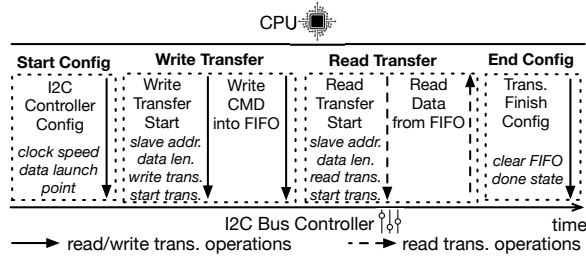 CPU
Start Config
Write Transfer
Read Transfer
End Config
I2C
Controller
Config
clock speed
data launch
point
Write
Transfer
Start
slave addr.
data len.
write trans.
start trans.
Write
CMD
into FIFO
Read
Transfer
Start
slave addr.
data len.
read trans.
start trans.
Read
Data
from FIFO
Trans.
Finish
Config
clear FIFO
done state
I2C Bus Controller
time
read/write trans. operations
read trans. operations